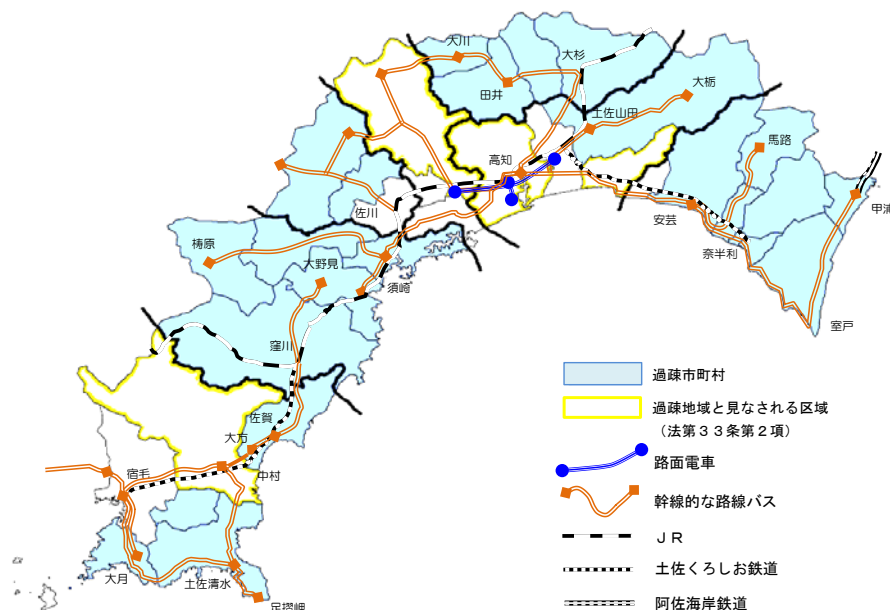 大川
大杉
田井
大栃
土佐山田
馬路
高知
佐川
甲浦
安芸
梼原
奈半利
大野見
須崎
室戸
窪川
佐賀
大方
宿毛
中村
大月
土佐清水
足摺岬
過疎市町村
過疎地域と見なされる区域
(法第33条第2項)
路面電車
幹線的な路線バス
JR
土佐くろしお鉄道
阿佐海岸鉄道